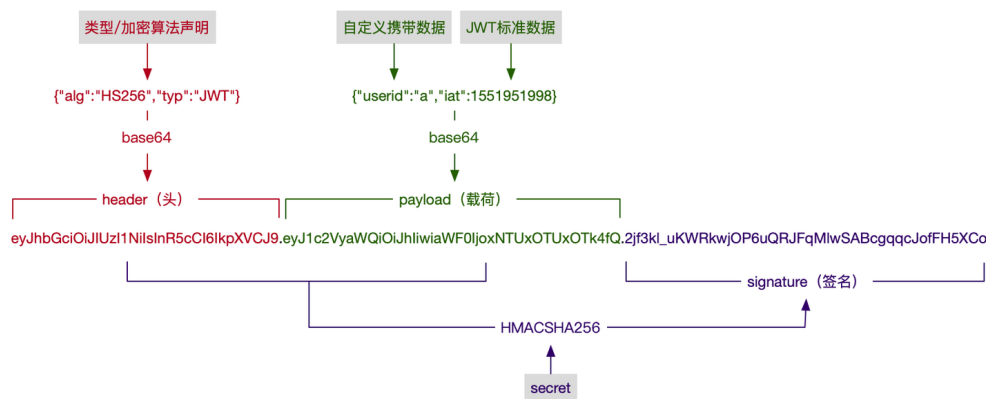 类型/加密算法声明
自定义携带数据
JWT标准数据
{"alg":"HS256","typ":"JWT"}
{"userid":"a","iat":1551951998}
base64
base64
header（头）
payload（载荷）
eyJhbGciOiJIUzI1NiIsInR5cCI6IkpXVCJ9.eyJ1c2VyaWQiOiJhIiwiaWF0IjoxNTUxOTUxOTk4fQ.2jf3kl_uKWRkwjOP6uQRJFqMlwSABcgqqcJofFH5XCo
signature（签名）
HMACSHA256
secret